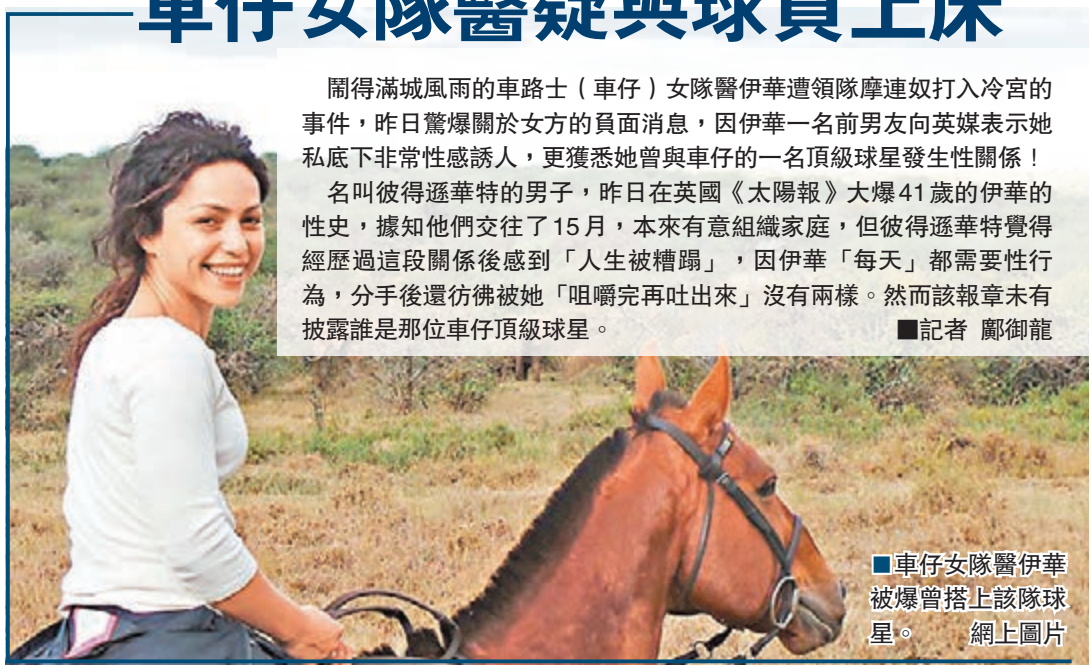 車仔女隊醫疑與球員上床
鬧得滿城風雨的車路士（車仔）女隊醫伊華遭領隊摩連奴打入冷宮的
事件，昨日驚爆關於女方的負面消息，因伊華一名前男友向英媒表示她
私底下非常性感誘人，更獲悉她曾與車仔的一名頂級球星發生性關係！
名叫彼得遜華特的男子，昨日在英國《太陽報》大爆41歲的伊華的
性史，據知他們交往了15月，本來有意組織家庭，但彼得遜華特覺得
經歷過這段關係後感到「人生被糟蹋」，因伊華「每天」都需要性行
為，分手後還彷彿被她「咀嚼完再吐出來」沒有兩樣。然而該報章未有
披露誰是那位車仔頂級球星。 ■記者 鄺御龍
■車仔女隊醫伊華
被爆曾搭上該隊球
星。 網上圖片